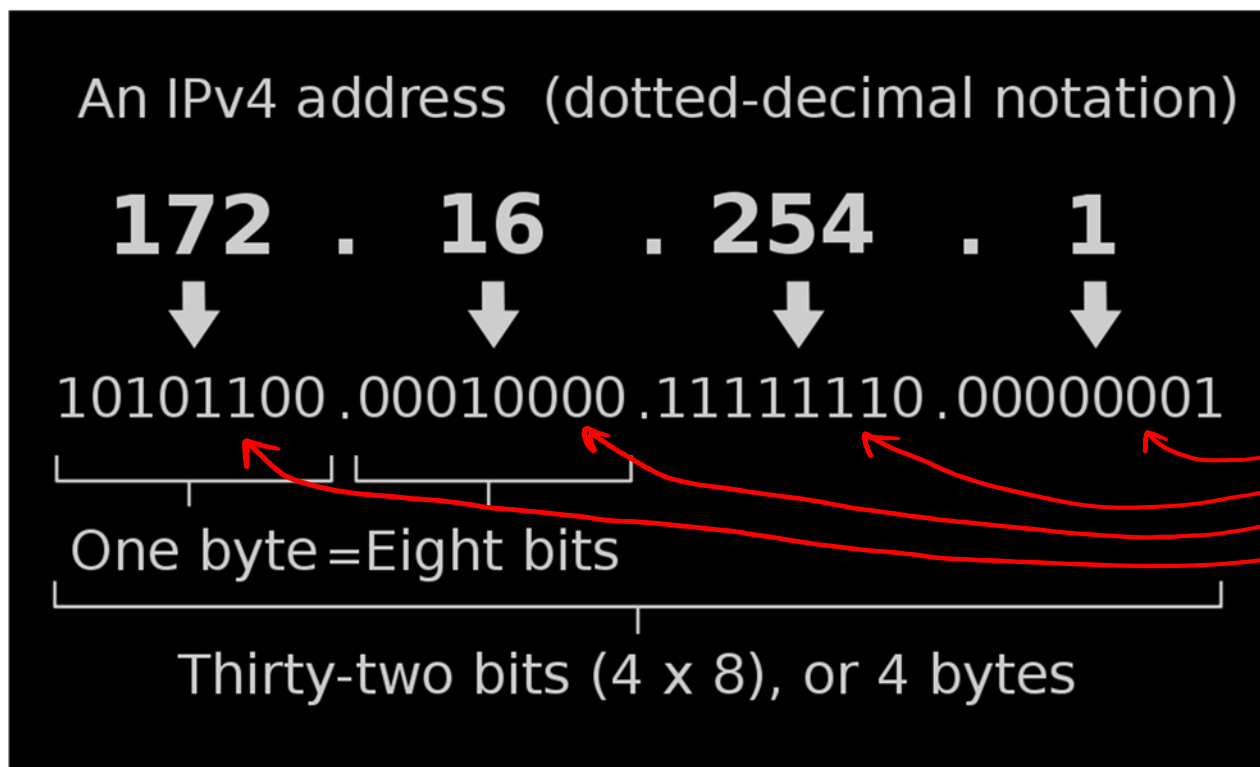 An IPv4 address (dotted-decimal notation)
172 . 16 . 254 . 1
10101100 .00010000 .11111110 .00000001
One byte=Eight bits
Thirty-two bits (4 x 8), or 4 bytes